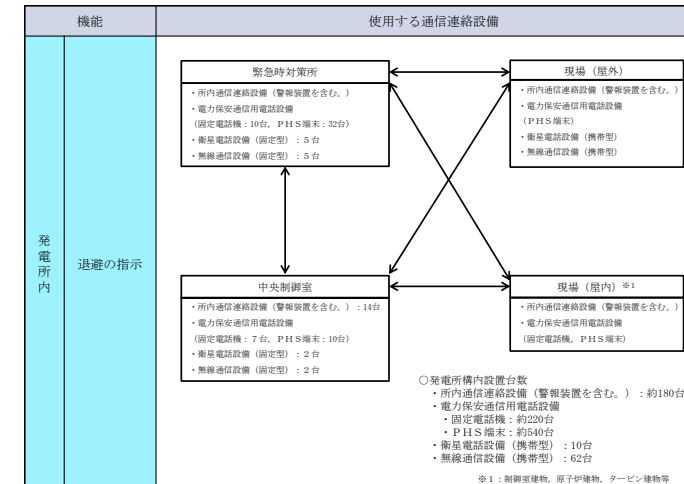 機能
使用する通信連絡設備
発電所内
退避の指示
緊急時対策所
・所内通信連絡設備（警報装置を含む。）
・電力保安通信用電話設備
（固定電話機：10台，ＰＨＳ端末：32台）
・衛星電話設備（固定型）：５台
・無線通信設備（固定型）：５台
現場（屋外）
・所内通信連絡設備（警報装置を含む。）
・電力保安通信用電話設備
（ＰＨＳ端末）
・衛星電話設備（携帯型）
・無線通信設備（携帯型）
中央制御室
・所内通信連絡設備（警報装置を含む。）：14台
・電力保安通信用電話設備
（固定電話機：７台，ＰＨＳ端末：10台）
・衛星電話設備（固定型）：２台
・無線通信設備（固定型）：２台
現場（屋内）※1
・所内通信連絡設備（警報装置を含む。）
・電力保安通信用電話設備
（固定電話機，ＰＨＳ端末）
○発電所構内設置台数
・所内通信連絡設備（警報装置を含む。）：約180台
・電力保安通信用電話設備
・固定電話機：約220台
・ＰＨＳ端末：約540台
・衛星電話設備（携帯型）：10台
・無線通信設備（携帯型）：62台
※１：制御室建物，原子炉建物，タービン建物等